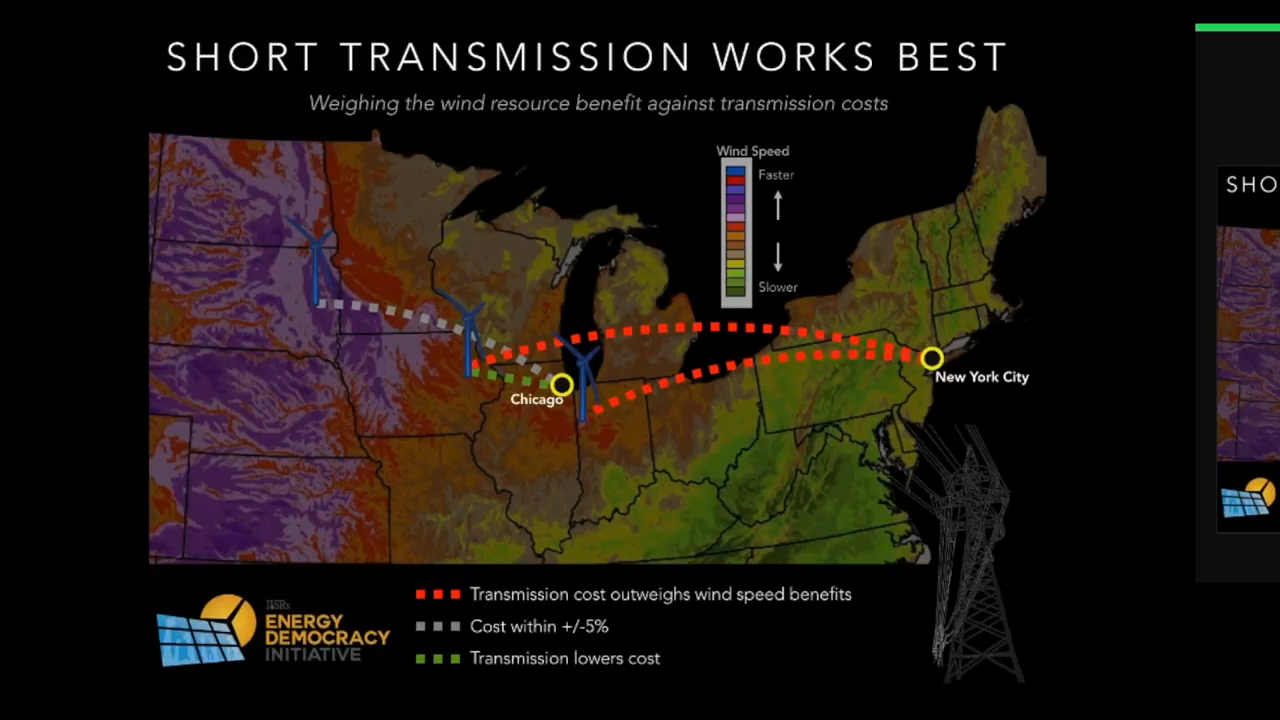 SHORT TRANSMISSION WORKS BEST
Weighing the wind resource benefit against transmission costs
Wind Speed
Faster
Slower
New York City
Chicago
Transmission cost outweighs wind speed benefits
Cost within +/-5%
Transmission lowers cost
ILSR's
ENERGY
DEMOCRACY
INITIATIVE
SHO